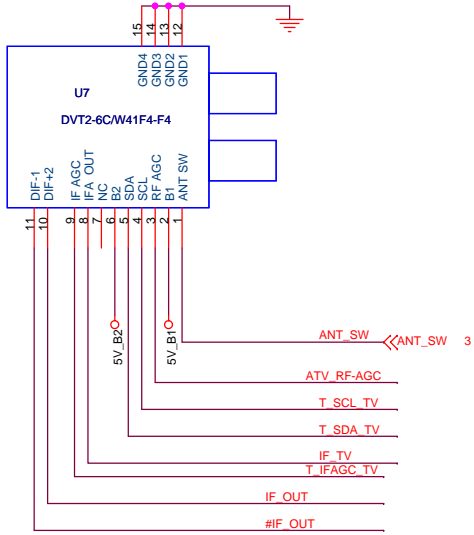 15 14 13 12
GND4 GND3 GND2 GND1
U7
DVT2-6C/W41F4-F4
DIF-1 DIF+2 IF AGC IFA OUT NC B2 SDA SCL RF AGC B1 ANT SW
11 10 9 8 7 6 5 4 3 2 1
5V_B2 5V_B1
ANT_SW ANT_SW 3
ATV_RF-AGC
T_SCL_TV
T_SDA_TV
IF_TV
T_IFAGC_TV
IF_OUT
#IF_OUT